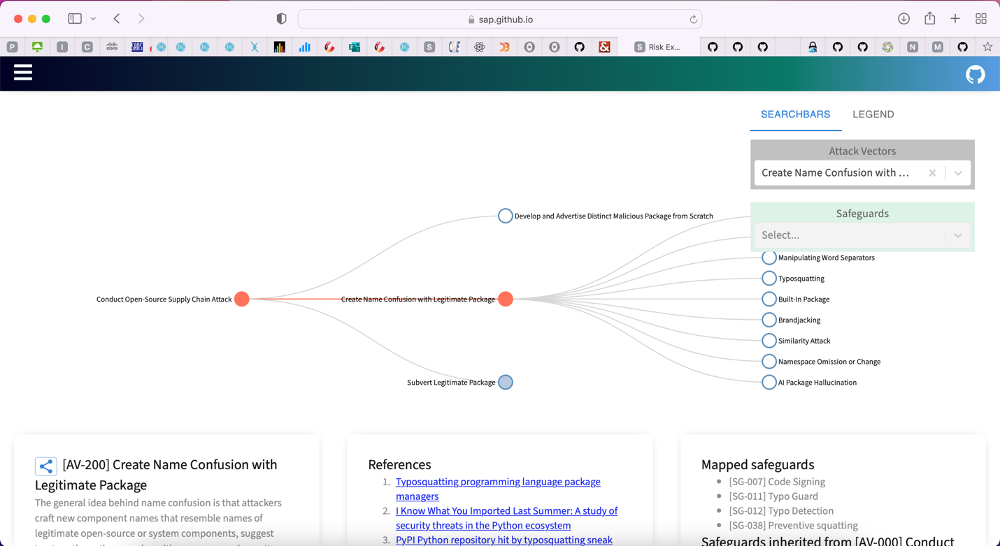 sap.github.io
P
I
C
cisco
SANS
S
S Risk Ex...
N
M
SEARCHBARS LEGEND
Attack Vectors
Create Name Confusion with ...
Safeguards
Select...
Develop and Advertise Distinct Malicious Package from Scratch
Manipulating Word Separators
Typosquatting
Conduct Open-Source Supply Chain Attack
Create Name Confusion with Legitimate Package
Built-In Package
Brandjacking
Similarity Attack
Namespace Omission or Change
Subvert Legitimate Package
AI Package Hallucination
[AV-200] Create Name Confusion with
Legitimate Package
The general idea behind name confusion is that attackers
craft new component names that resemble names of
legitimate open-source or system components, suggest
References
1. Typosquatting programming language package
managers
2. I Know What You Imported Last Summer: A study of
security threats in the Python ecosystem
3. PyPI Python repository hit by typosquatting sneak
Mapped safeguards
[SG-007] Code Signing
[SG-011] Typo Guard
[SG-012] Typo Detection
[SG-038] Preventive squatting
Safeguards inherited from [AV-000] Conduct